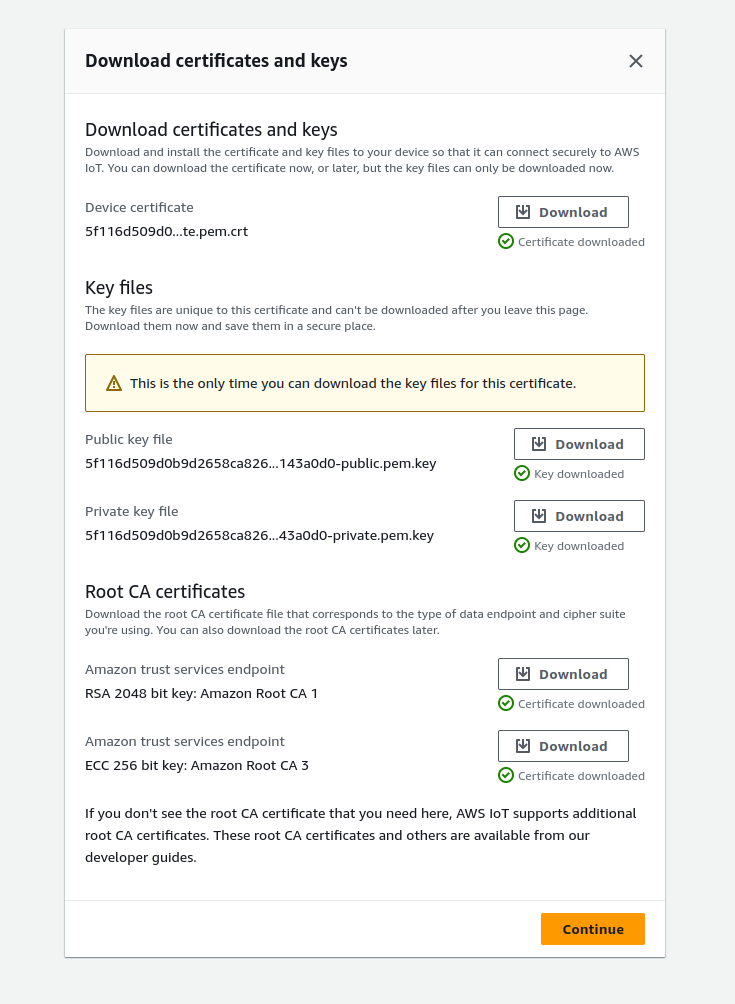 Download certificates and keys
Download certificates and keys
Download and install the certificate and key files to your device so that it can connect securely to AWS
IoT. You can download the certificate now, or later, but the key files can only be downloaded now.
Device certificate
Download
5f116d509d0...te.pem.crt
Certificate downloaded
Key files
The key files are unique to this certificate and can't be downloaded after you leave this page.
Download them now and save them in a secure place.
This is the only time you can download the key files for this certificate.
Public key file
Download
5f116d509d0b9d2658ca826...143a0d0-public.pem.key
Key downloaded
Private key file
Download
5f116d509d0b9d2658ca826...43a0d0-private.pem.key
Key downloaded
Root CA certificates
Download the root CA certificate file that corresponds to the type of data endpoint and cipher suite
you're using. You can also download the root CA certificates later.
Amazon trust services endpoint
Download
RSA 2048 bit key: Amazon Root CA 1
Certificate downloaded
Amazon trust services endpoint
Download
ECC 256 bit key: Amazon Root CA 3
Certificate downloaded
If you don't see the root CA certificate that you need here, AWS IoT supports additional
root CA certificates. These root CA certificates and others are available from our
developer guides.
Continue